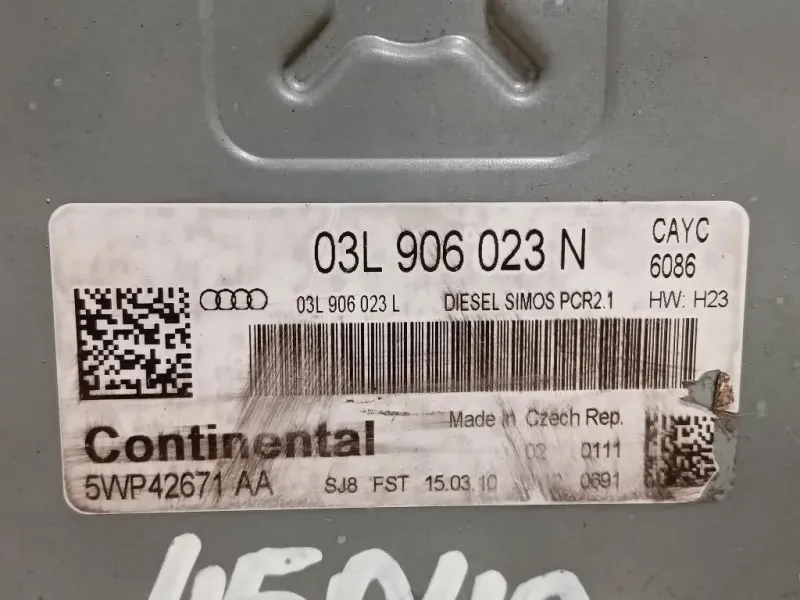 03L 906 023 N
CAYC
6086
03L 906 023 L DIESEL SIMOS PCR2.1 HW: H23
Continental
Made in Czech Rep.
02 0111
5WP42671 AA SJ8 FST 15.03.10 0691